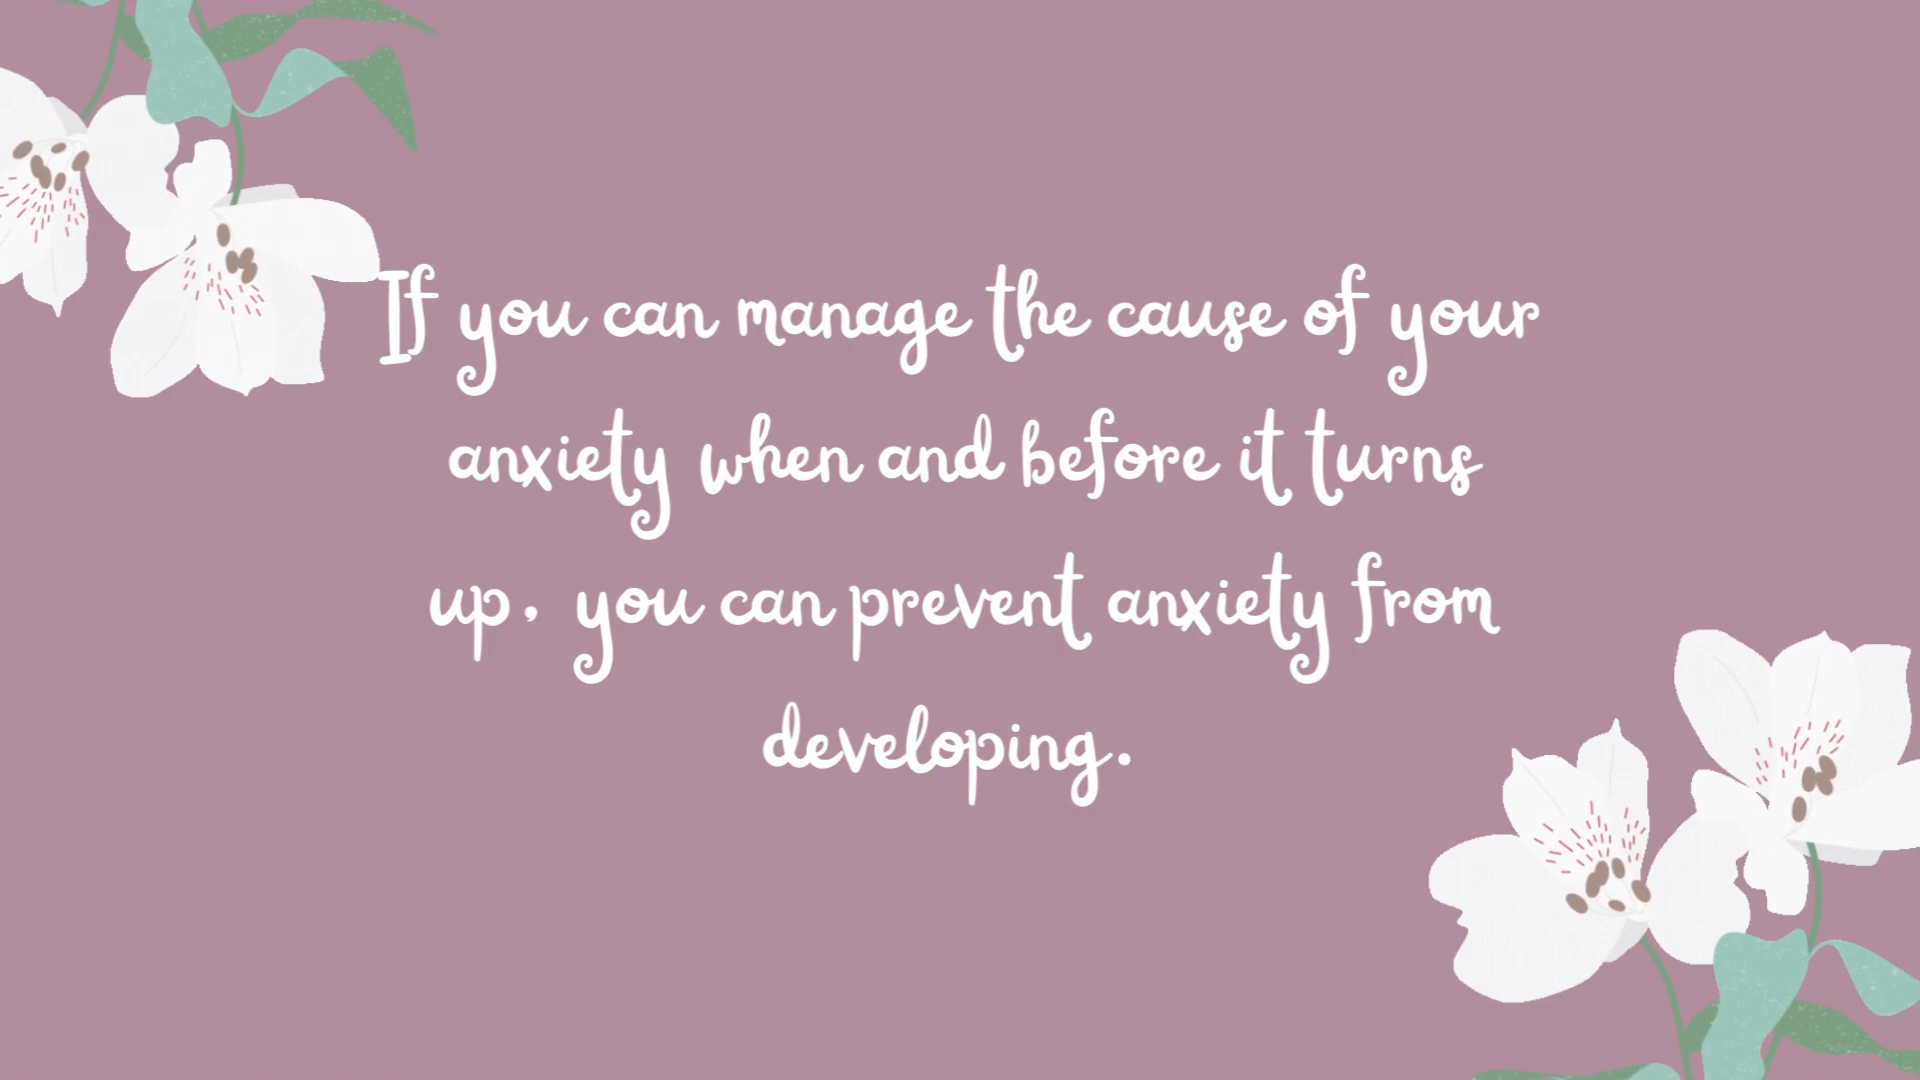 If you can manage the cause of your
anxiety when and before it turns
up, you can prevent anxiety from
developing.